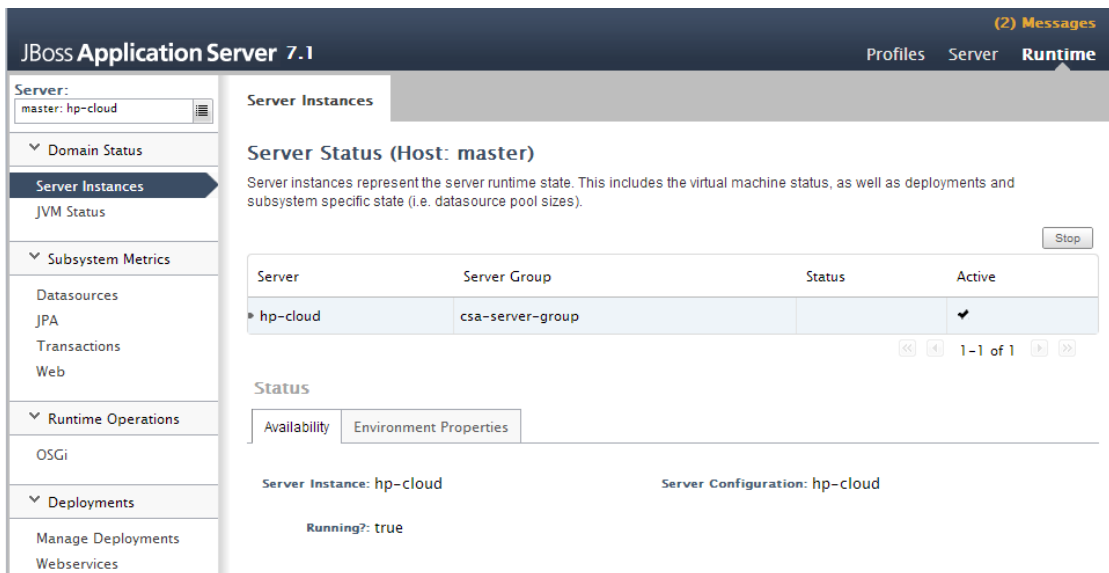 (2) Messages
JBoss Application Server 7.1
Profiles Server Runtime
Server:
master: hp-cloud
Domain Status
Server Instances
JVM Status
Subsystem Metrics
Datasources
JPA
Transactions
Web
Runtime Operations
OSGi
Deployments
Manage Deployments
Webservices
Server Instances
Server Status (Host: master)
Server instances represent the server runtime state. This includes the virtual machine status, as well as deployments and
subsystem specific state (i.e. datasource pool sizes).
Stop
Server Server Group Status Active
hp-cloud csa-server-group
1-1 of 1
Status
Availability Environment Properties
Server Instance: hp-cloud Server Configuration: hp-cloud
Running?: true